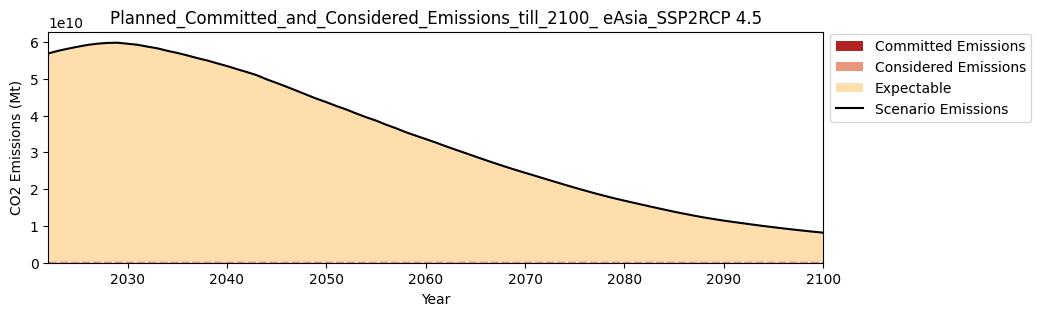 Planned_Committed_and_Considered_Emissions_till_2100_ eAsia_SSP2RCP 4.5
1e10
6
5
4
3
2
1
0
CO2 Emissions (Mt)
2030 2040 2050 2060 2070 2080 2090 2100
Year
Committed Emissions
Considered Emissions
Expectable
Scenario Emissions